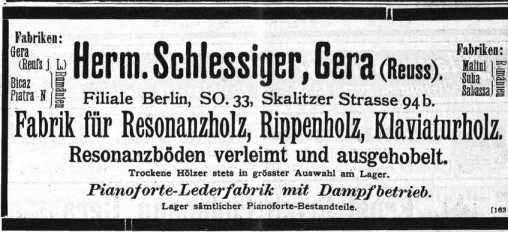 Fabriken:
Gera
(Reuß j. L.)
Bicaz
Piatra N
Rumänien
Herm. Schlessiger, Gera (Reuss).
Fabriken:
Malini
Suha
Sabassa
Rumänien
Filiale Berlin, SO. 33, Skalitzer Strasse 94b.
Fabrik für Resonanzholz, Rippenholz, Klaviaturholz.
Resonanzböden verleimt und ausgehobelt.
Trockene Hölzer stets in grösster Auswahl am Lager.
Pianoforte-Lederfabrik mit Dampfbetrieb.
Lager sämtlicher Pianoforte-Bestandteile.
[163